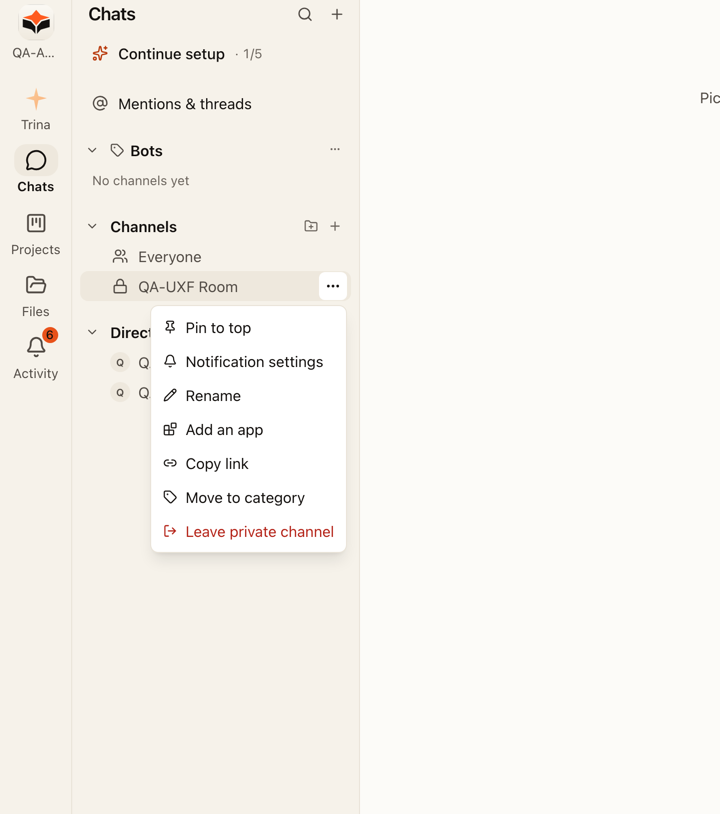 Chats
QA-A...
Continue setup · 1/5
Trina
Mentions & threads
Chats
Bots
No channels yet
Projects
Channels
Everyone
Files
QA-UXF Room
6
Activity
Direct
Q
Q
Q
Q
Pin to top
Notification settings
Rename
Add an app
Copy link
Move to category
Leave private channel
Pic